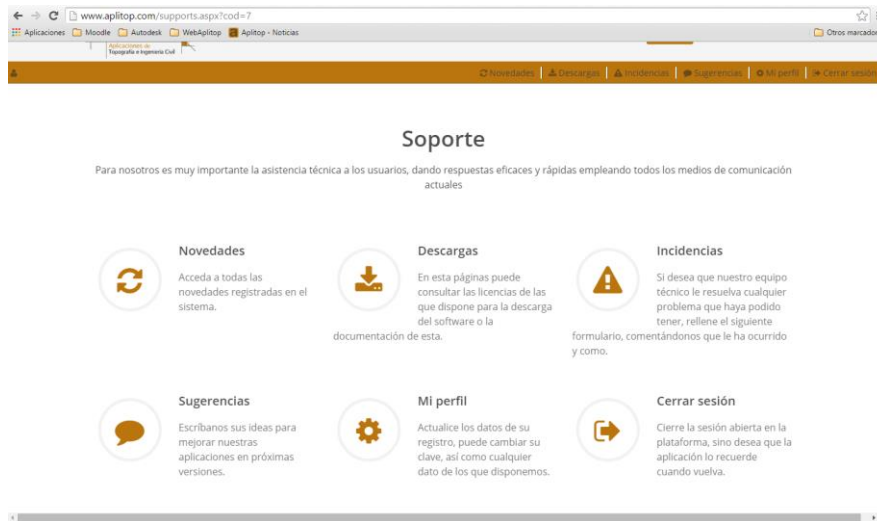 www.aplitop.com/supports.aspx?cod=7
Aplicaciones Moodle Autodesk WebAplitop Aplitop - Noticias Otros marcador
Aplicaciones de
Topografía e Ingeniería Civil
Novedades Descargas Incidencias Sugerencias Mi perfil Cerrar sesión
Soporte
Para nosotros es muy importante la asistencia técnica a los usuarios, dando respuestas eficaces y rápidas empleando todos los medios de comunicación
actuales
Novedades
Acceda a todas las
novedades registradas en el
sistema.
Descargas
En esta páginas puede
consultar las licencias de las
que dispone para la descarga
del software o la
documentación de esta.
Incidencias
Si desea que nuestro equipo
técnico le resuelva cualquier
problema que haya podido
tener, rellene el siguiente
formulario, comentándonos que le ha ocurrido
y como.
Sugerencias
Escríbanos sus ideas para
mejorar nuestras
aplicaciones en próximas
versiones.
Mi perfil
Actualice los datos de su
registro, puede cambiar su
clave, así como cualquier
dato de los que disponemos.
Cerrar sesión
Cierre la sesión abierta en la
plataforma, sino desea que la
aplicación lo recuerde
cuando vuelva.